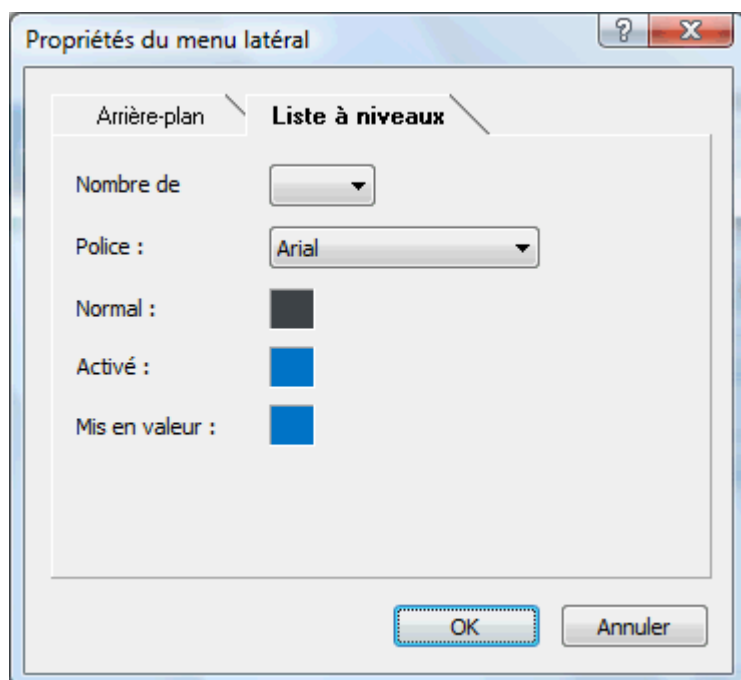 Propriétés du menu latéral
Arrière-plan Liste à niveaux
Nombre de
Police : Arial
Normal :
Activé :
Mis en valeur :
OK Annuler